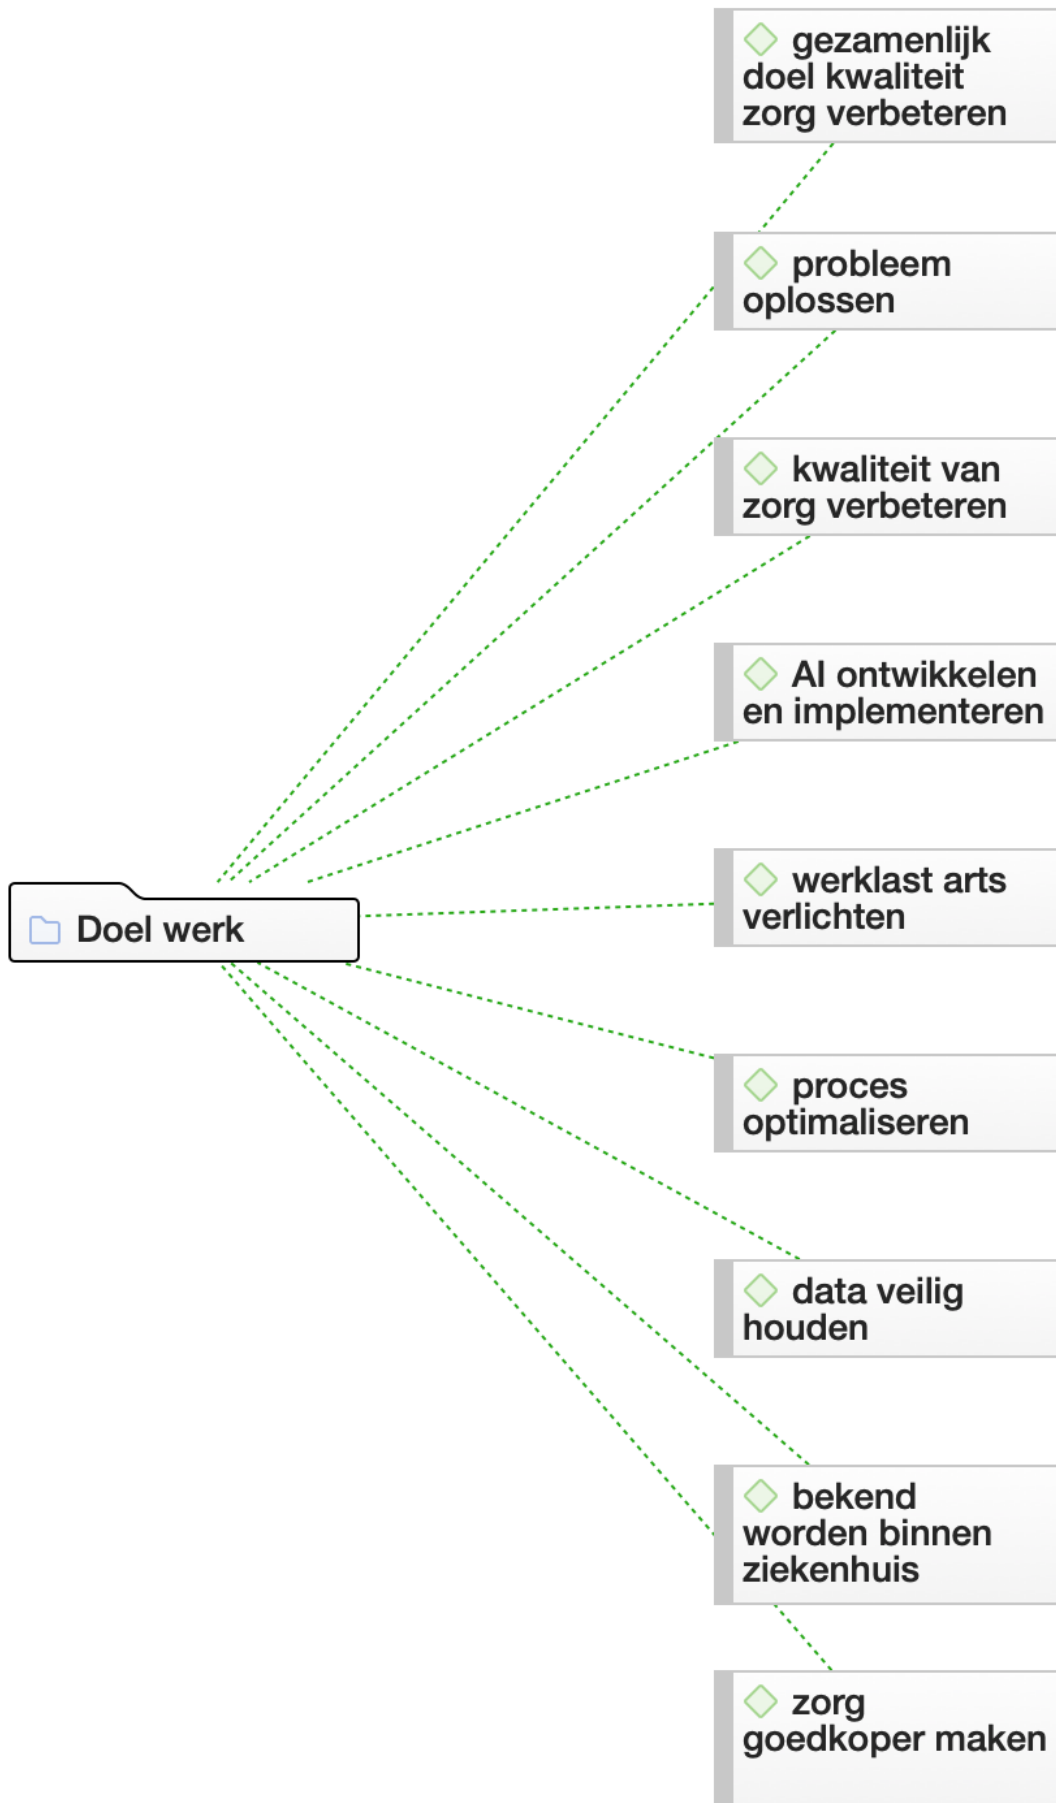 gezamenlijk
doel kwaliteit
zorg verbeteren
probleem
oplossen
kwaliteit van
zorg verbeteren
AI ontwikkelen
en implementeren
werklast arts
verlichten
Doel werk
proces
optimaliseren
data veilig
houden
bekend
worden binnen
ziekenhuis
zorg
goedkoper maken